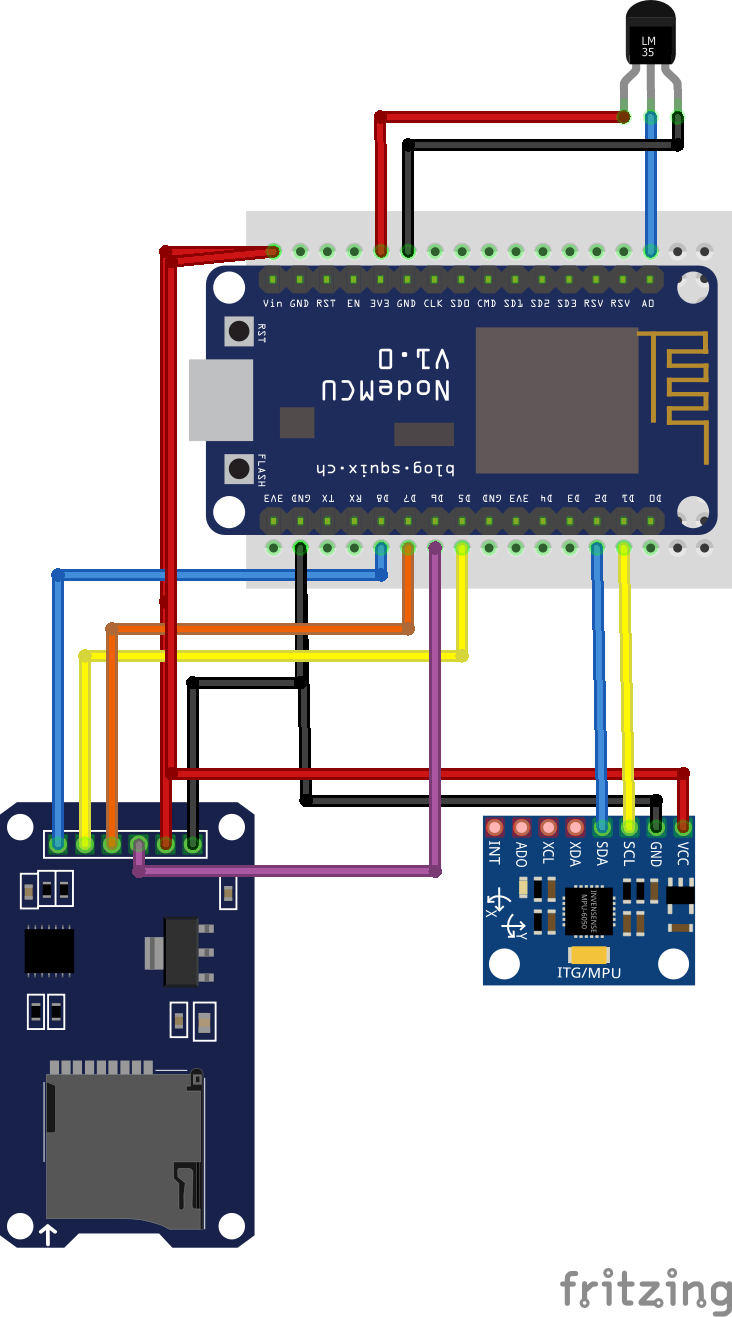 LM
35
Vin GND RST EN 3V3 GND CLK SD0 CMD SD1 SD2 SD3 RSV RSV A0
RST
NodeMCU
V1.0
FLASH
blog.squix.ch
3V3 GND TX RX D8 D7 D6 D5 GND 3V3 D4 D3 D2 D1 D0
INT ADO XCL XDA SDA SCL GND VCC
INVENSENSE
MPU-6050
X
Y
ITG/MPU
fritzing